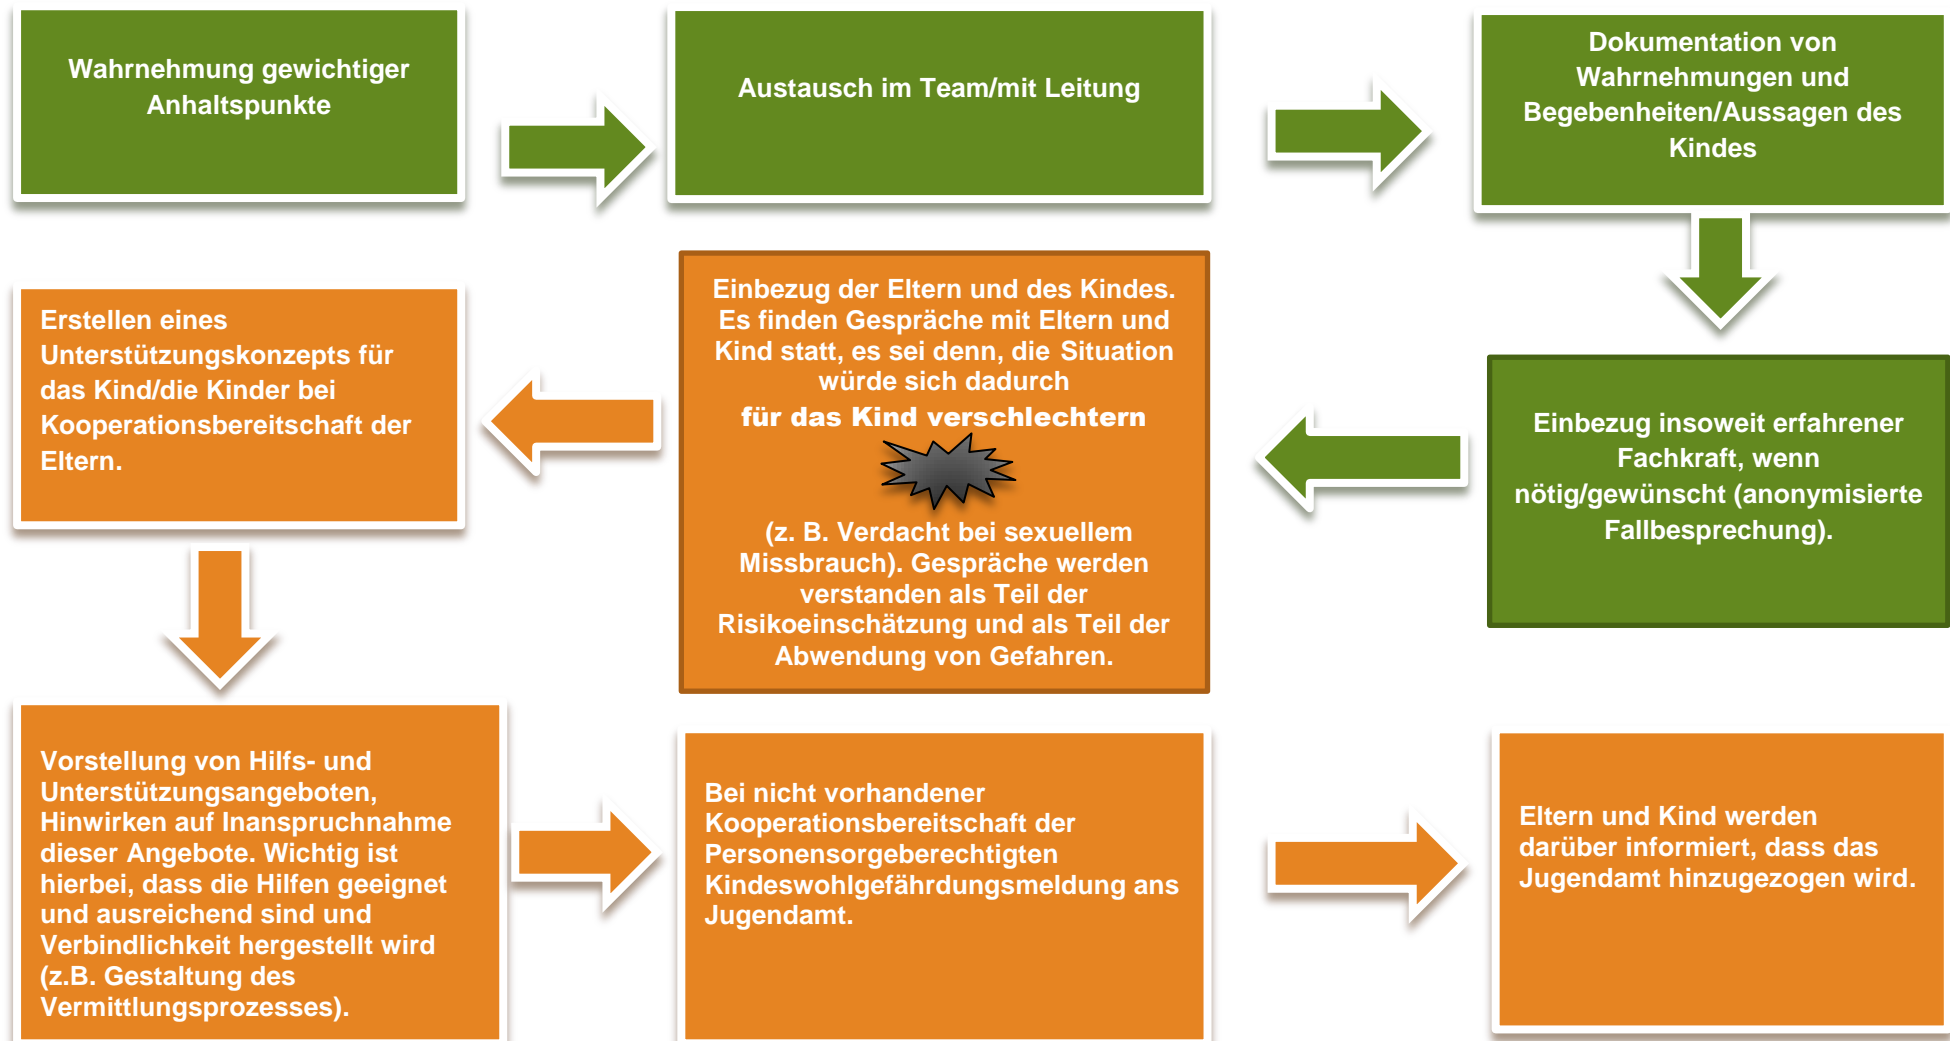 Wahrnehmung gewichtiger
Anhaltspunkte
Austausch im Team/mit Leitung
Dokumentation von
Wahrnehmungen und
Begebenheiten/Aussagen des
Kindes
Einbezug insoweit erfahrener
Fachkraft, wenn
nötig/gewünscht (anonymisierte
Fallbesprechung).
Einbezug der Eltern und des Kindes.
Es finden Gespräche mit Eltern und
Kind statt, es sei denn, die Situation
würde sich dadurch
für das Kind verschlechtern
(z. B. Verdacht bei sexuellem
Missbrauch). Gespräche werden
verstanden als Teil der
Risikoeinschätzung und als Teil der
Abwendung von Gefahren.
Erstellen eines
Unterstützungskonzepts für
das Kind/die Kinder bei
Kooperationsbereitschaft der
Eltern.
Vorstellung von Hilfs- und
Unterstützungsangeboten,
Hinwirken auf Inanspruchnahme
dieser Angebote. Wichtig ist
hierbei, dass die Hilfen geeignet
und ausreichend sind und
Verbindlichkeit hergestellt wird
(z.B. Gestaltung des
Vermittlungsprozesses).
Bei nicht vorhandener
Kooperationsbereitschaft der
Personensorgeberechtigten
Kindeswohlgefährdungsmeldung ans
Jugendamt.
Eltern und Kind werden
darüber informiert, dass das
Jugendamt hinzugezogen wird.